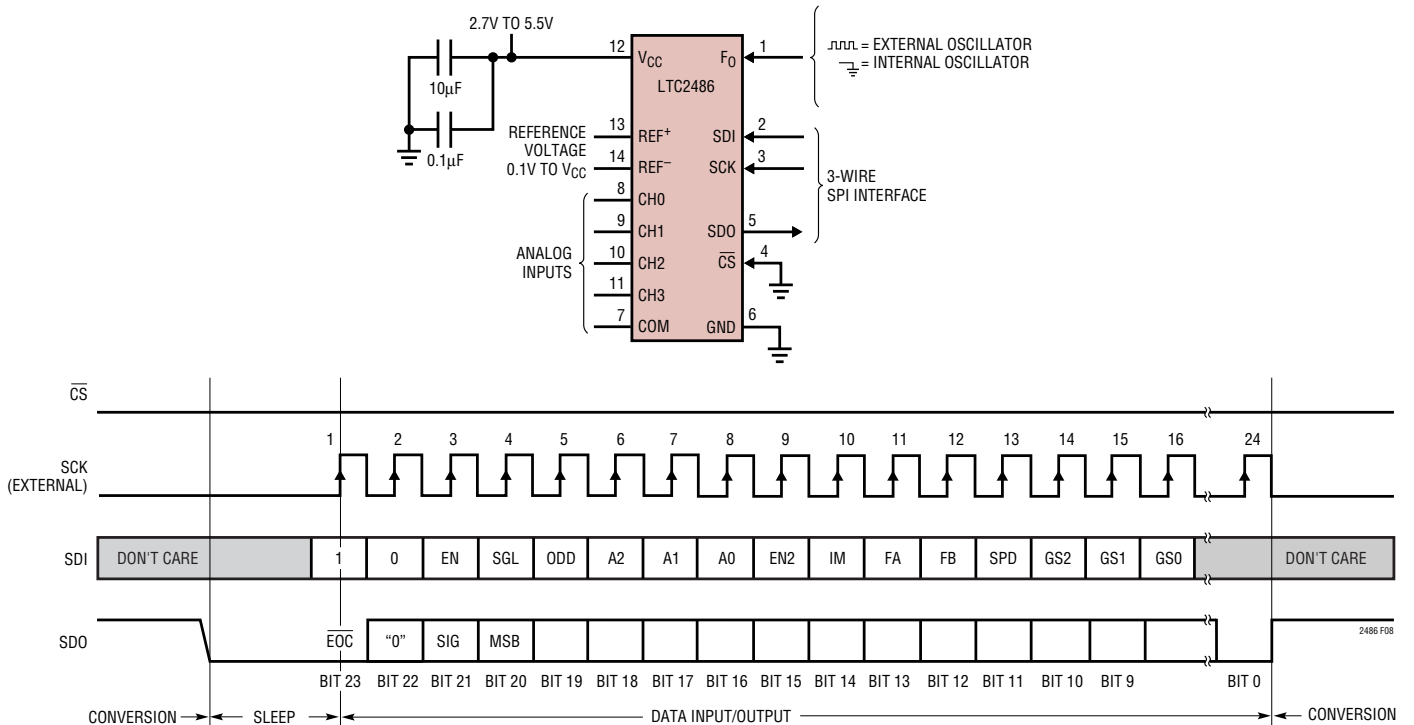 2.7V TO 5.5V
12
VCC
FO
1
= EXTERNAL OSCILLATOR
= INTERNAL OSCILLATOR
10µF
0.1µF
LTC2486
REFERENCE
VOLTAGE
0.1V TO VCC
13
REF+
14
REF–
SDI
2
SCK
3
3-WIRE
SPI INTERFACE
ANALOG
INPUTS
8
CH0
9
CH1
10
CH2
11
CH3
7
COM
SDO
5
CS
4
GND
6
CS
1 2 3 4 5 6 7 8 9 10 11 12 13 14 15 16 24
SCK
(EXTERNAL)
SDI DON'T CARE 1 0 EN SGL ODD A2 A1 A0 EN2 IM FA FB SPD GS2 GS1 GS0 DON'T CARE
SDO EOC "0" SIG MSB
2486 F08
BIT 23 BIT 22 BIT 21 BIT 20 BIT 19 BIT 18 BIT 17 BIT 16 BIT 15 BIT 14 BIT 13 BIT 12 BIT 11 BIT 10 BIT 9 BIT 0
CONVERSION SLEEP DATA INPUT/OUTPUT CONVERSION